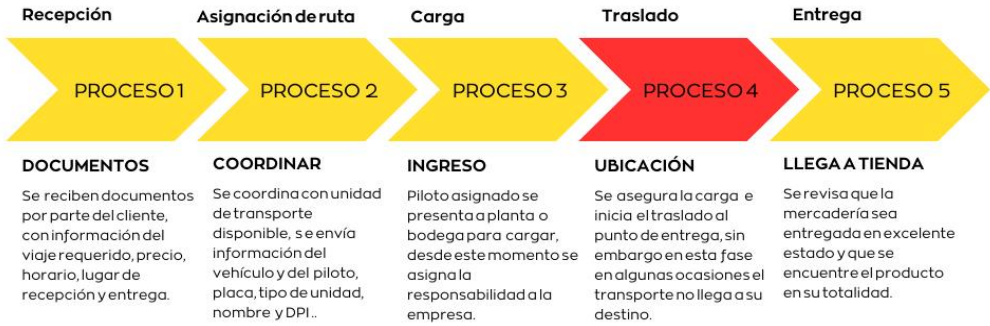 Recepción
Asignación de ruta
Carga
Traslado
Entrega
PROCESO 1
PROCESO 2
PROCESO 3
PROCESO 4
PROCESO 5
DOCUMENTOS
Se reciben documentos
por parte del cliente,
con información del
viaje requerido, precio,
horario, lugar de
recepción y entrega.
COORDINAR
Se coordina con unidad
de transporte
disponible, se envía
información del
vehículo y del piloto,
placa, tipo de unidad,
nombre y DPI..
INGRESO
Piloto asignado se
presenta a planta o
bodega para cargar,
desde este momento se
asigna la
responsabilidad a la
empresa.
UBICACIÓN
Se asegura la carga e
inicia el traslado al
punto de entrega, sin
embargo en esta fase
en algunas ocasiones el
transporte no llega a su
destino.
LLEGA A TIENDA
Se revisa que la
mercadería sea
entregada en excelente
estado y que se
encuentre el producto
en su totalidad.